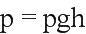 p = pgh